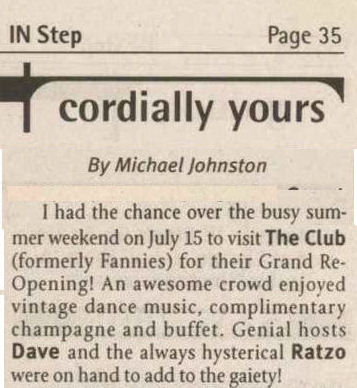 IN Step Page 35
cordially yours
By Michael Johnston
I had the chance over the busy sum-
mer weekend on July 15 to visit The Club
(formerly Fannies) for their Grand Re-
Opening! An awesome crowd enjoyed
vintage dance music, complimentary
champagne and buffet. Genial hosts
Dave and the always hysterical Ratzo
were on hand to add to the gaiety!